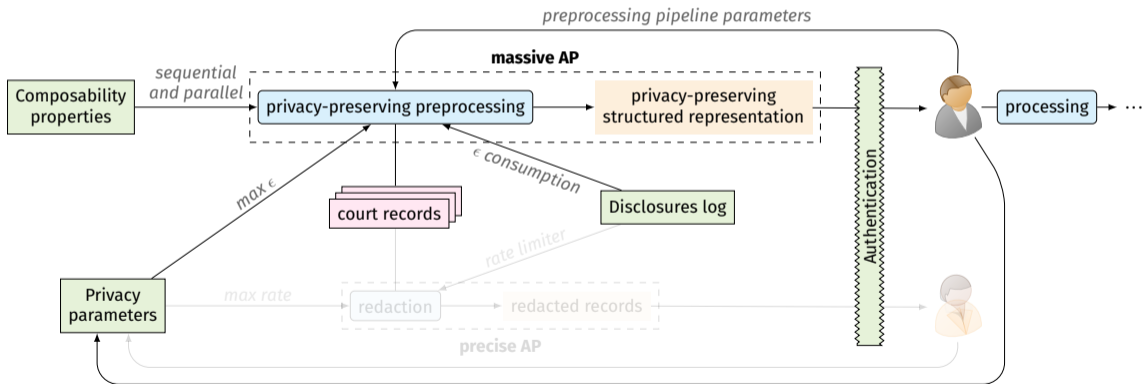 preprocessing pipeline parameters
massive AP
sequential
and parallel
Composability
properties
privacy-preserving preprocessing
privacy-preserving
structured representation
processing
...
Authentication
max ϵ
ϵ consumption
court records
Disclosures log
rate limiter
Privacy
parameters
max rate
redaction
redacted records
precise AP